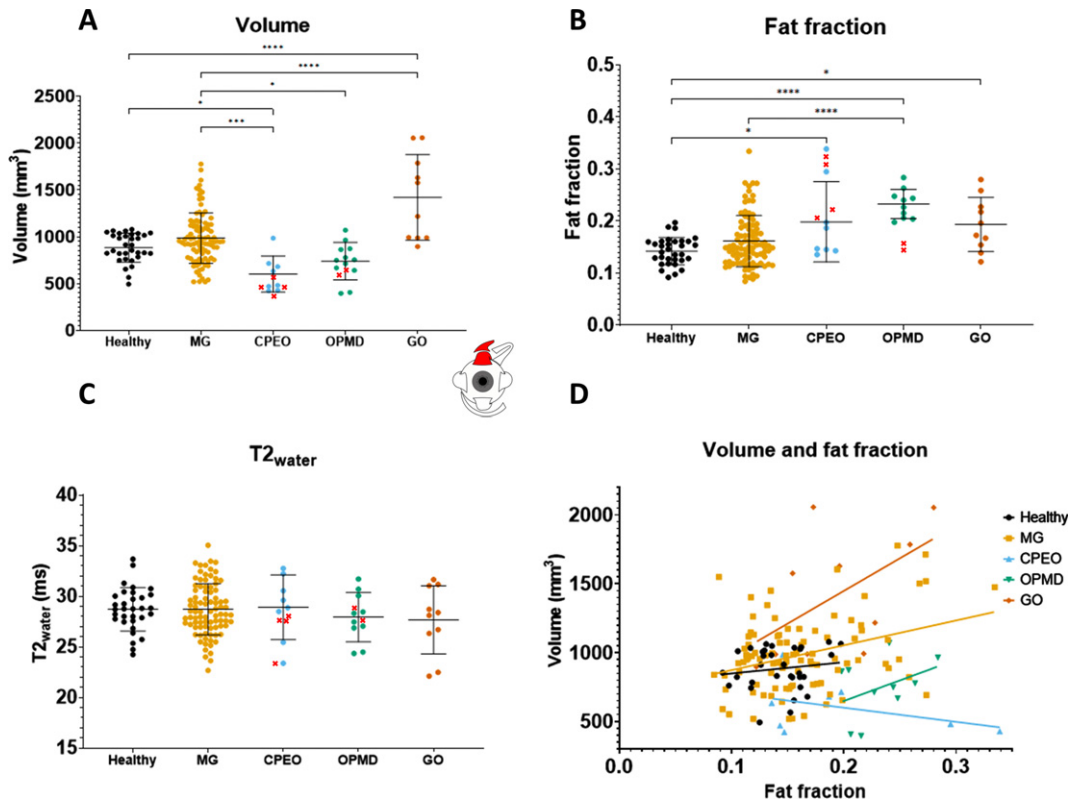 A
Volume
****
****
*
*
***
2500
2000
1500
1000
500
0
Volume (mm³)
Healthy MG CPEO OPMD GO
B
Fat fraction
*
****
****
*
0.5
0.4
0.3
0.2
0.1
0.0
Fat fraction
Healthy MG CPEO OPMD GO
C
T2water
40
35
30
25
20
15
T2water (ms)
Healthy MG CPEO OPMD GO
D
Volume and fat fraction
2000
1500
1000
500
Volume (mm³)
0.0 0.1 0.2 0.3
Fat fraction
Healthy
MG
CPEO
OPMD
GO